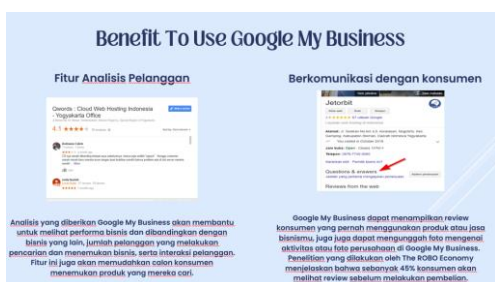 Benefit To Use Google My Business
Fitur Analisis Pelanggan
Qwords : Cloud Web Hosting Indonesia
- Yogyakarta Office
4.1
Analisis yang diberikan Google My Business akan membantu
untuk melihat performa bisnis dan dibandingkan dengan
bisnis yang lain, jumlah pelanggan yang melakukan
pencarian dan menemukan bisnis, serta interaksi pelanggan.
Fitur ini juga akan memudahkan calon konsumen
menemukan produk yang mereka cari.
Berkomunikasi dengan konsumen
Jetorbit
Questions & answers
Reviews from the web
Google My Business dapat menampilkan review
konsumen yang pernah menggunakan produk atau jasa
bisnismu, juga juga dapat mengunggah foto mengenai
aktivitas atau foto perusahaan di Google My Business.
Penelitian yang dilakukan oleh The ROBO Economy
menjelaskan bahwa sebanyak 45% konsumen akan
melihat review sebelum melakukan pembelian.